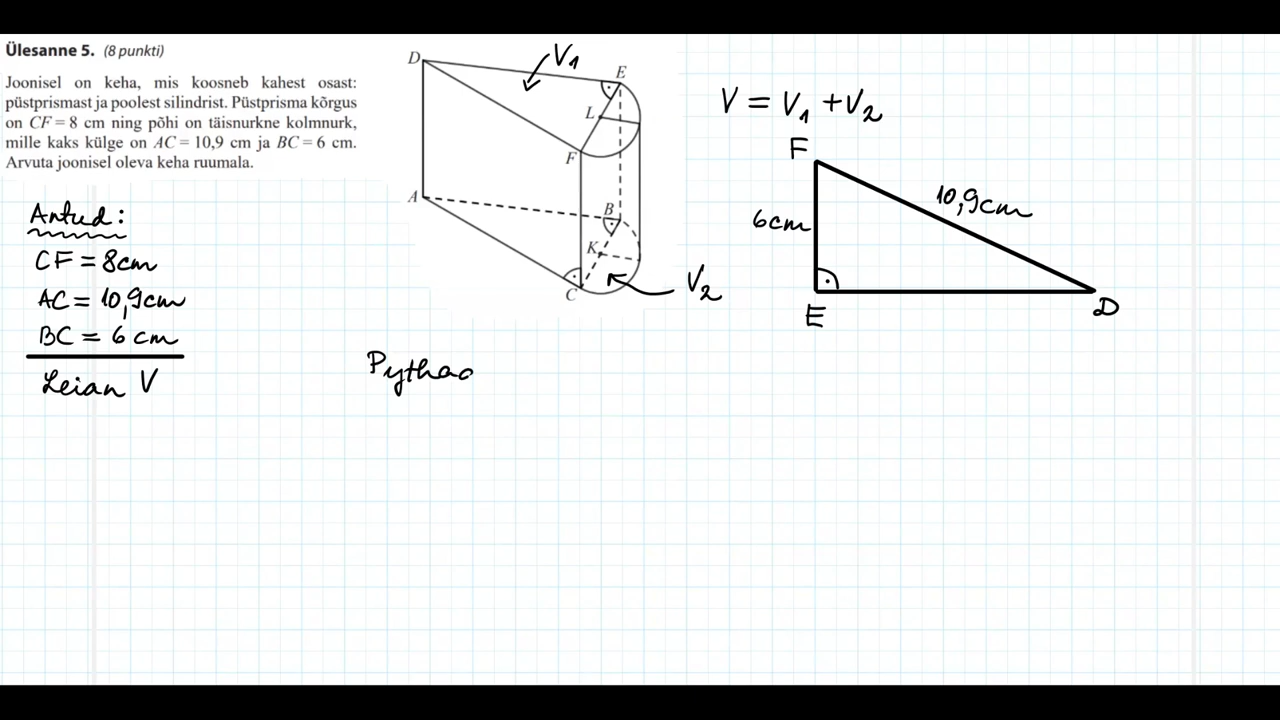 Ülesanne 5. (8 punkti)
Joonisel on keha, mis koosneb kahest osast:
püstprismast ja poolest silindrist. Püstprisma kõrgus
on CF = 8 cm ning põhi on täisnurkne kolmnurk,
mille kaks külge on AC = 10,9 cm ja BC = 6 cm.
Arvuta joonisel oleva keha ruumala.
Antud:
CF = 8cm
AC = 10,9cm
BC = 6 cm
Leian V
D
V₁
E
L
F
A
B
K
C
V₂
V = V₁ + V₂
F
10,9cm
6cm
E
D
Pythao